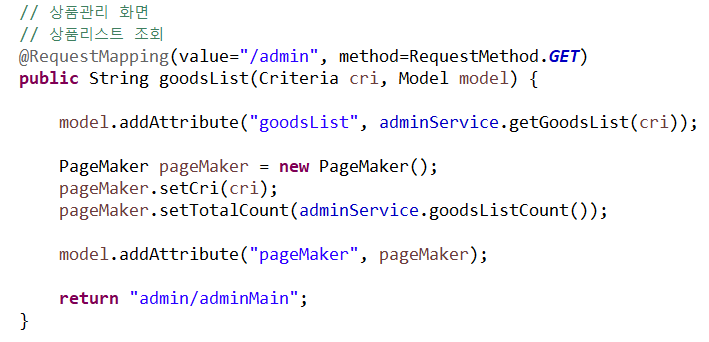 // 상품관리 화면
// 상품리스트 조회
@RequestMapping(value="/admin", method=RequestMethod.GET)
public String goodsList(Criteria cri, Model model) {
model.addAttribute("goodsList", adminService.getGoodsList(cri));
PageMaker pageMaker = new PageMaker();
pageMaker.setCri(cri);
pageMaker.setTotalCount(adminService.goodsListCount());
model.addAttribute("pageMaker", pageMaker);
return "admin/adminMain";
}